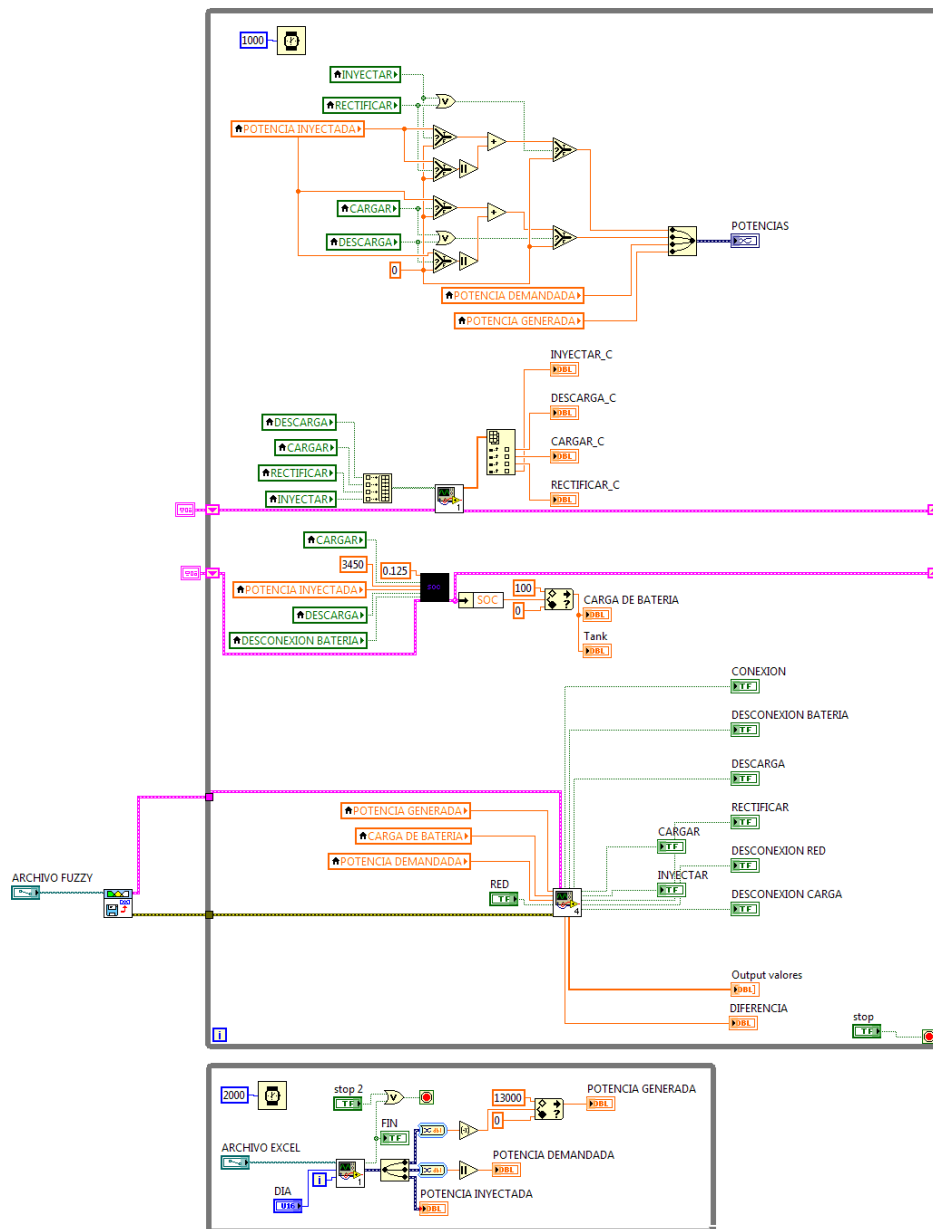 1000
INYECTAR
RECTIFICAR
POTENCIA INYECTADA
CARGAR
DESCARGA
0
POTENCIAS
POTENCIA DEMANDADA
POTENCIA GENERADA
INYECTAR_C
DBL
DESCARGA_C
DBL
CARGAR_C
DBL
RECTIFICAR_C
DBL
DESCARGA
CARGAR
RECTIFICAR
INYECTAR
1
CARGAR
3450
0.125
POTENCIA INYECTADA
DESCARGA
DESCONEXION BATERIA
SOC
100
0
CARGA DE BATERIA
DBL
Tank
DBL
CONEXION
TF
DESCONEXION BATERIA
TF
DESCARGA
TF
RECTIFICAR
TF
CARGAR
TF
DESCONEXION RED
TF
INYECTAR
TF
DESCONEXION CARGA
TF
POTENCIA GENERADA
CARGA DE BATERIA
POTENCIA DEMANDADA
RED
TF
4
ARCHIVO FUZZY
Output valores
DBL
DIFERENCIA
DBL
stop
TF
i
2000
stop 2
TF
FIN
TF
13000
0
POTENCIA GENERADA
DBL
ARCHIVO EXCEL
1
i
DIA
U16
POTENCIA DEMANDADA
DBL
POTENCIA INYECTADA
DBL